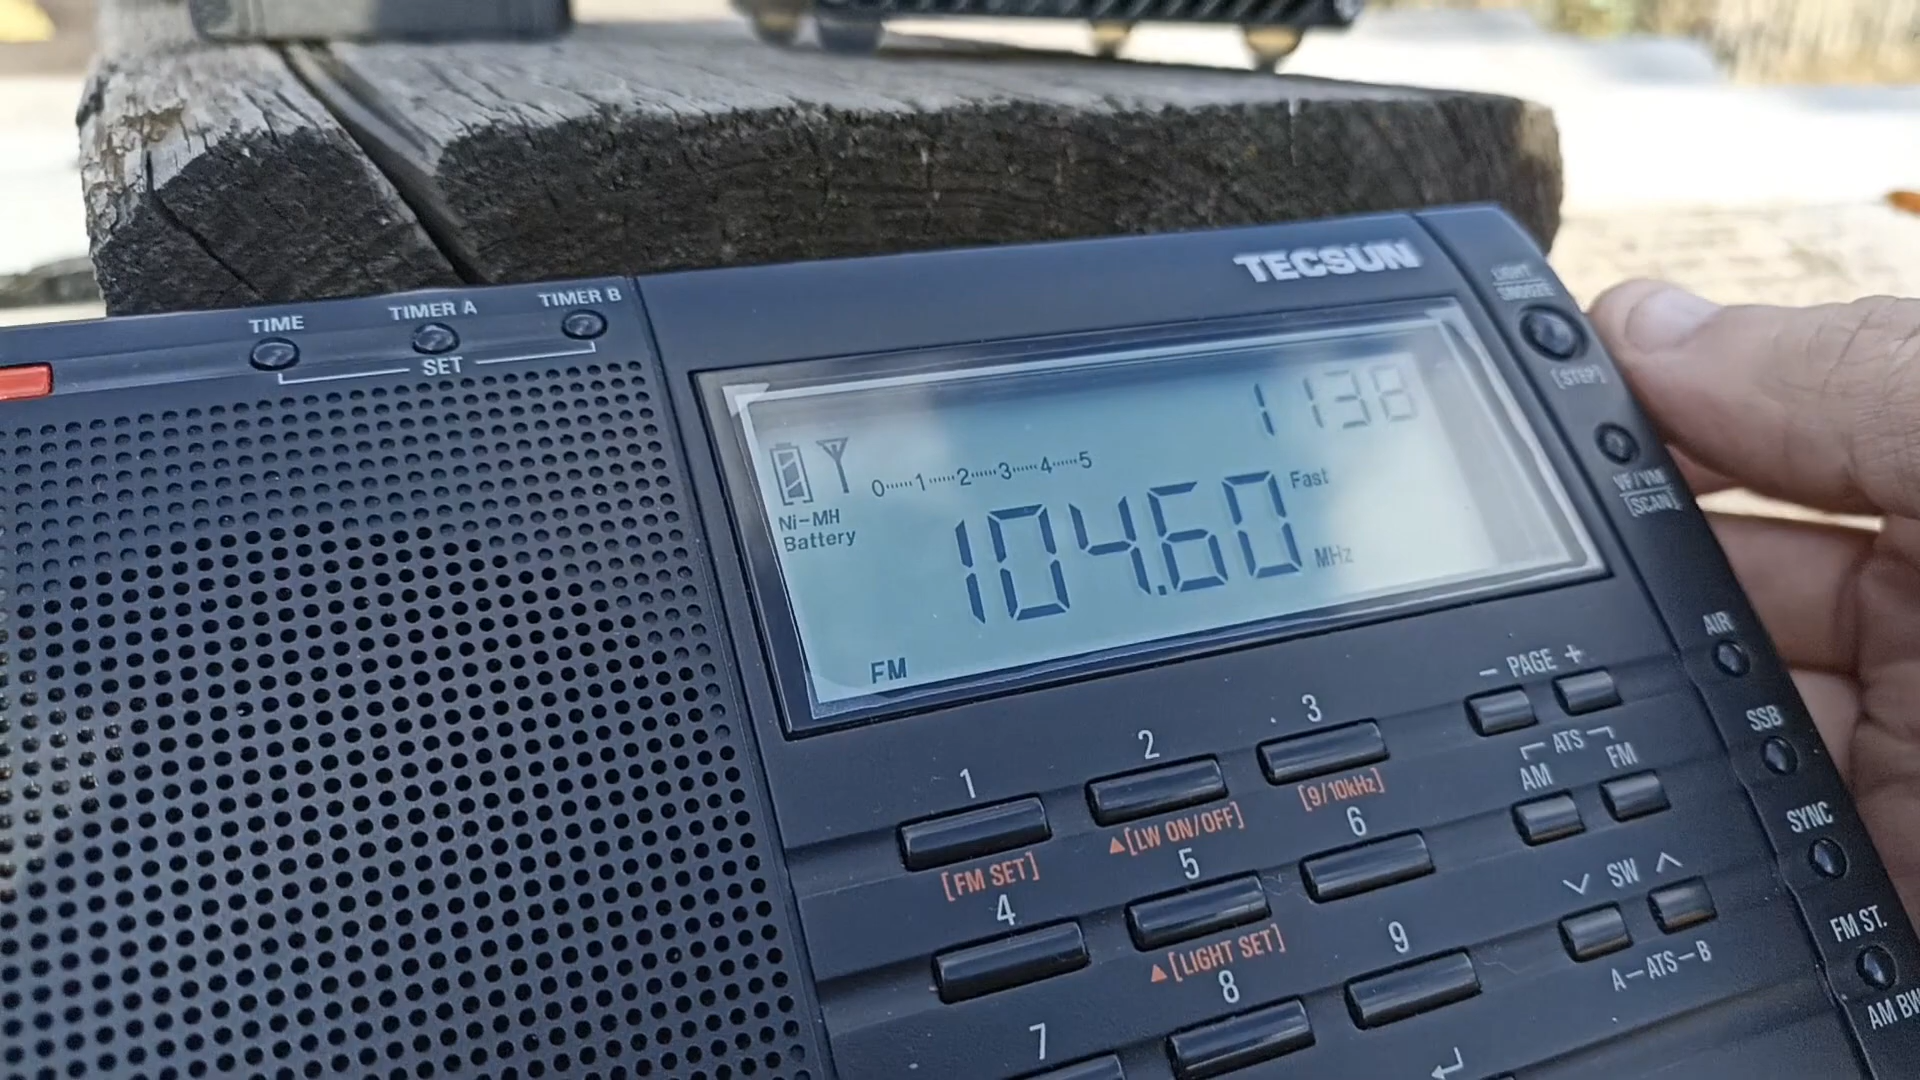 TECSUN
LIGHT
SNOOZE
[STEP]
TIME
TIMER A
TIMER B
SET
1138
0 1 2 3 4 5
Fast
Ni-MH
Battery
104.60
MHz
FM
VF/VM
[SCAN]
AIR
- PAGE +
SSB
ATS
AM
FM
SYNC
SW
A-ATS-B
FM ST.
AM BW
1
2
3
[FM SET]
▲[LW ON/OFF]
[9/10kHz]
4
5
6
▲[LIGHT SET]
7
8
9